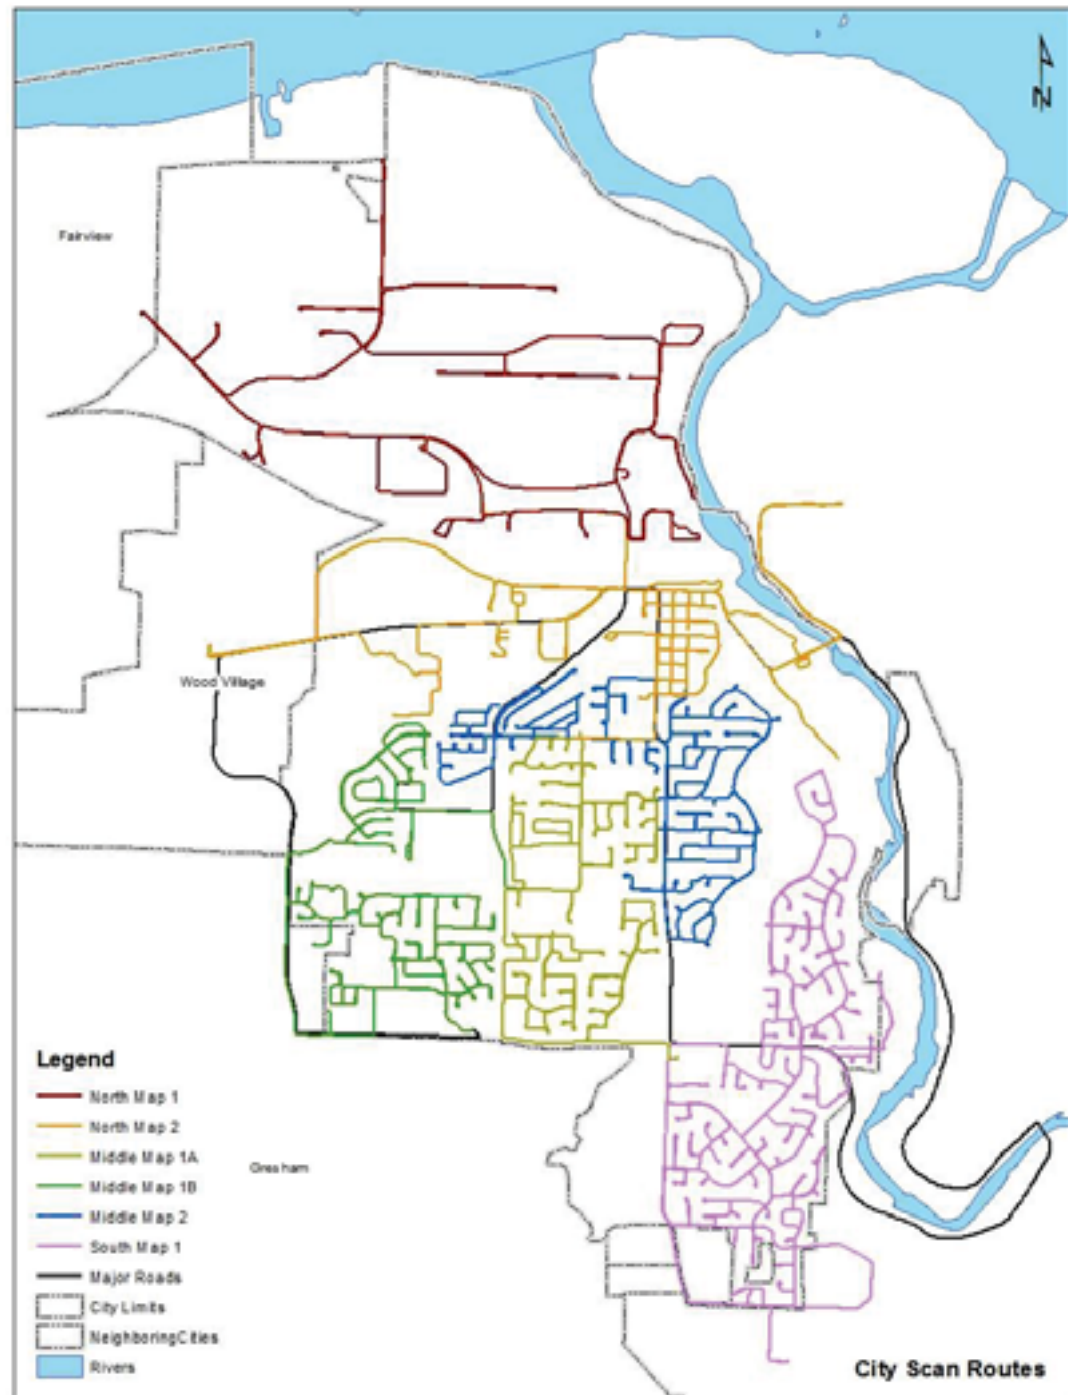 N
Fairview
Wood Village
Legend
North Map 1
North Map 2
Middle Map 1A
Middle Map 1B
Middle Map 2
South Map 1
Major Roads
City Limits
NeighboringCities
Rivers
Gresham
City Scan Routes